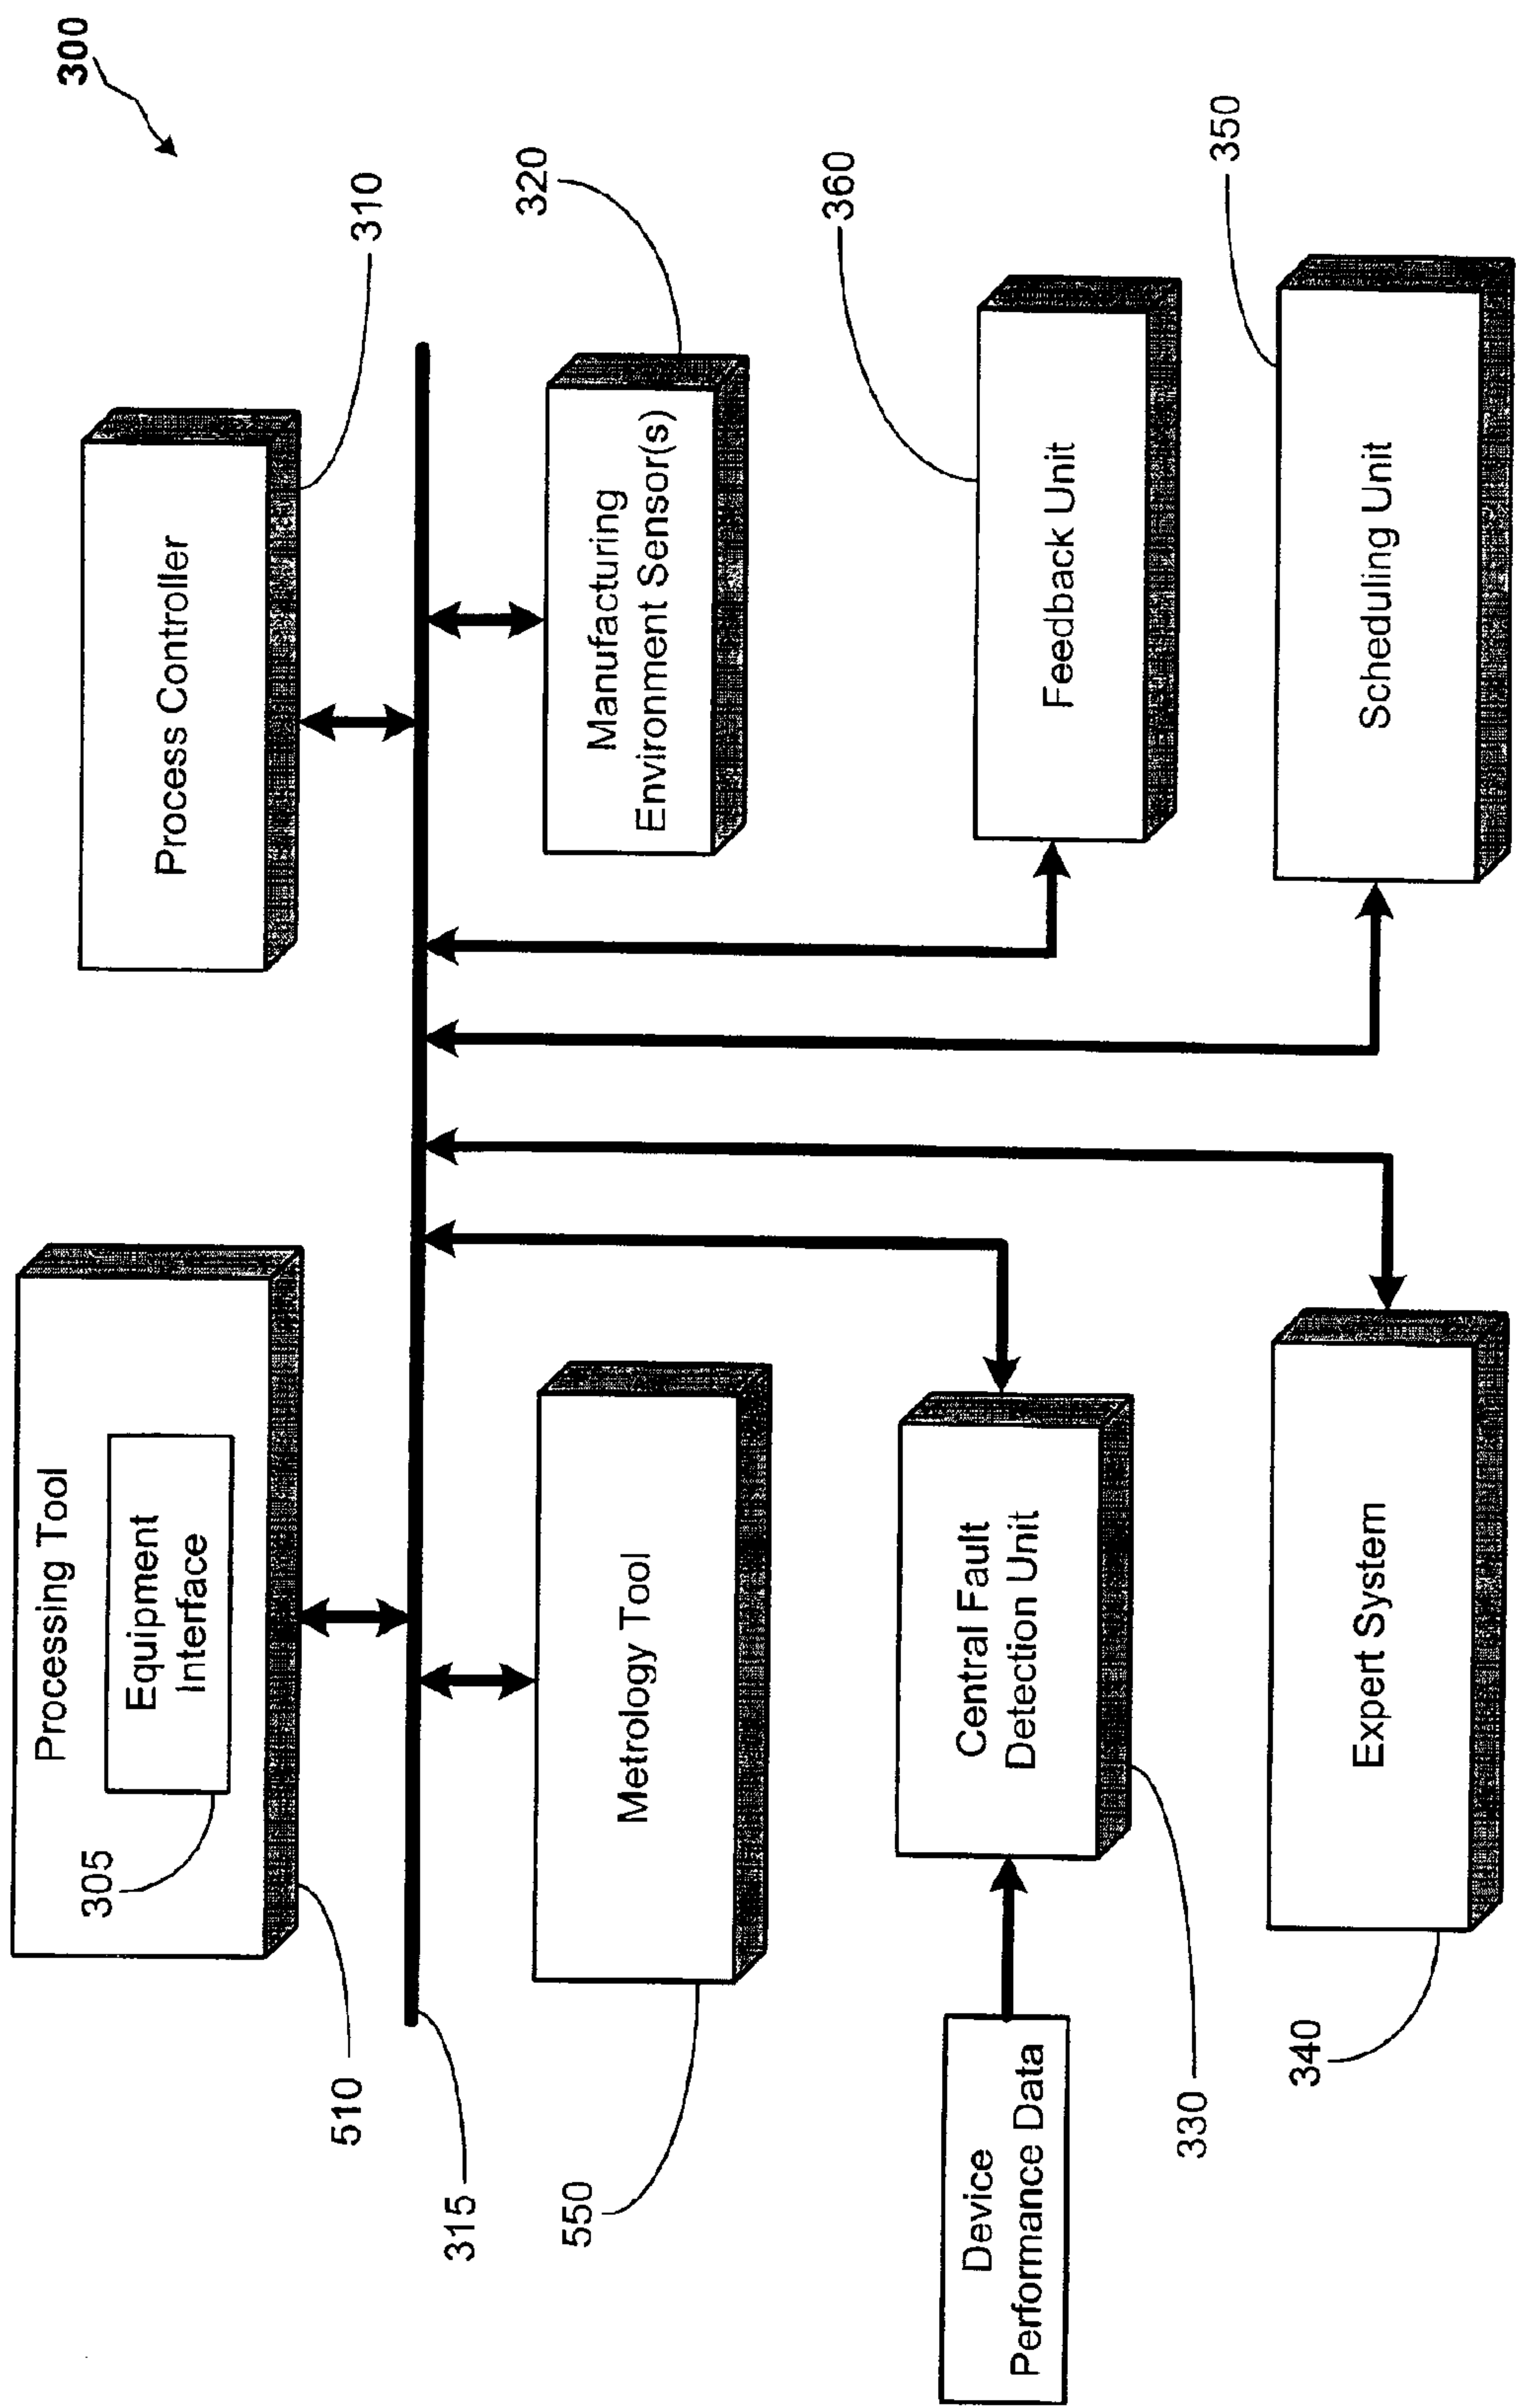 300
Processing Tool
Equipment
Interface
305
510
Process Controller
310
315
Metrology Tool
550
Manufacturing
Environment Sensor(s)
320
Device
Performance Data
Central Fault
Detection Unit
330
Feedback Unit
360
Expert System
340
Scheduling Unit
350